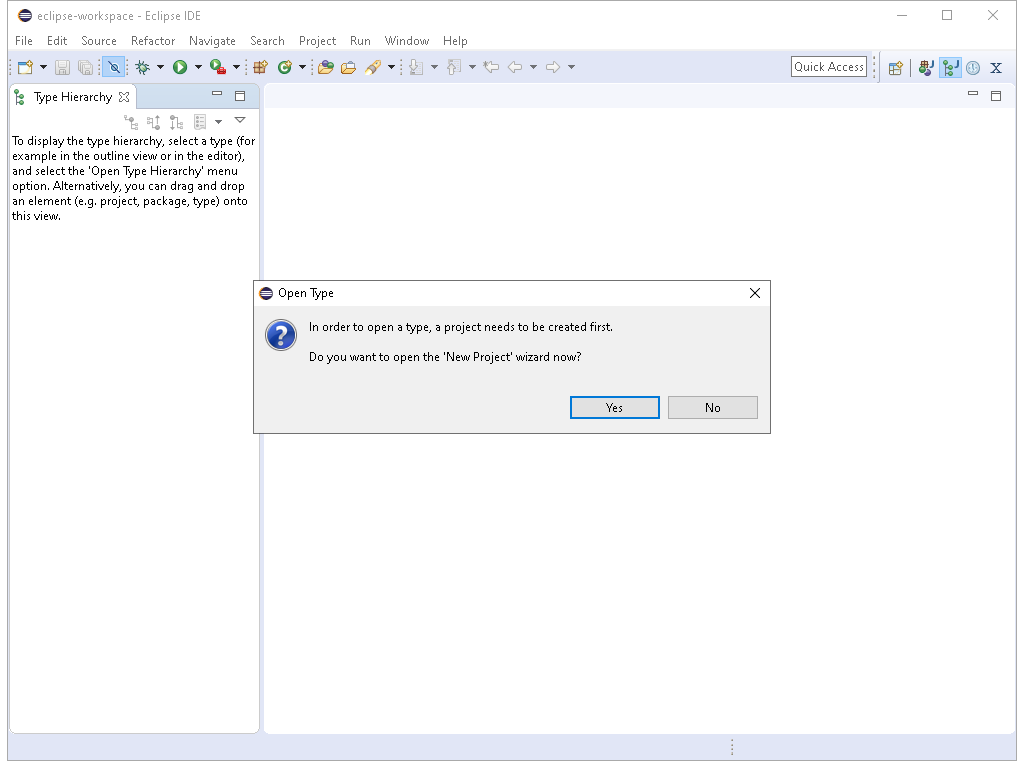 eclipse-workspace - Eclipse IDE
File Edit Source Refactor Navigate Search Project Run Window Help
Quick Access
Type Hierarchy
To display the type hierarchy, select a type (for
example in the outline view or in the editor),
and select the 'Open Type Hierarchy' menu
option. Alternatively, you can drag and drop
an element (e.g. project, package, type) onto
this view.
Open Type
In order to open a type, a project needs to be created first.
Do you want to open the 'New Project' wizard now?
Yes No